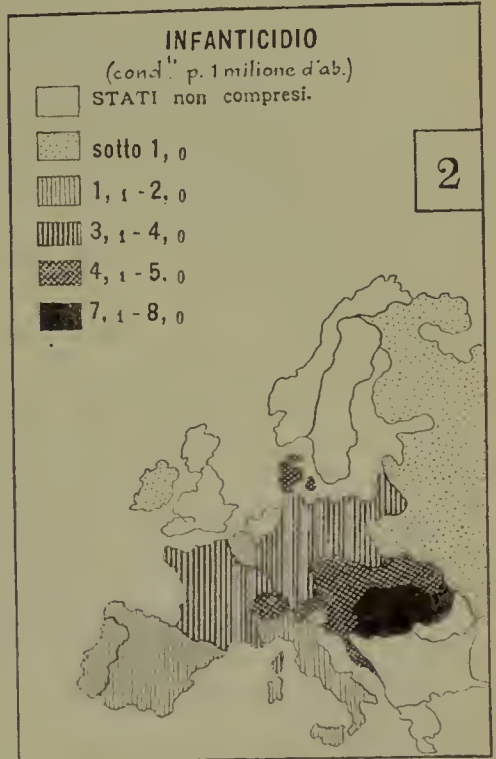 INFANTICIDIO
(cond.ti p. 1 milione d'ab.)
STATI non compresi.
sotto 1, 0
1, 1 - 2, 0
3, 1 - 4, 0
4, 1 - 5, 0
7, 1 - 8, 0
2